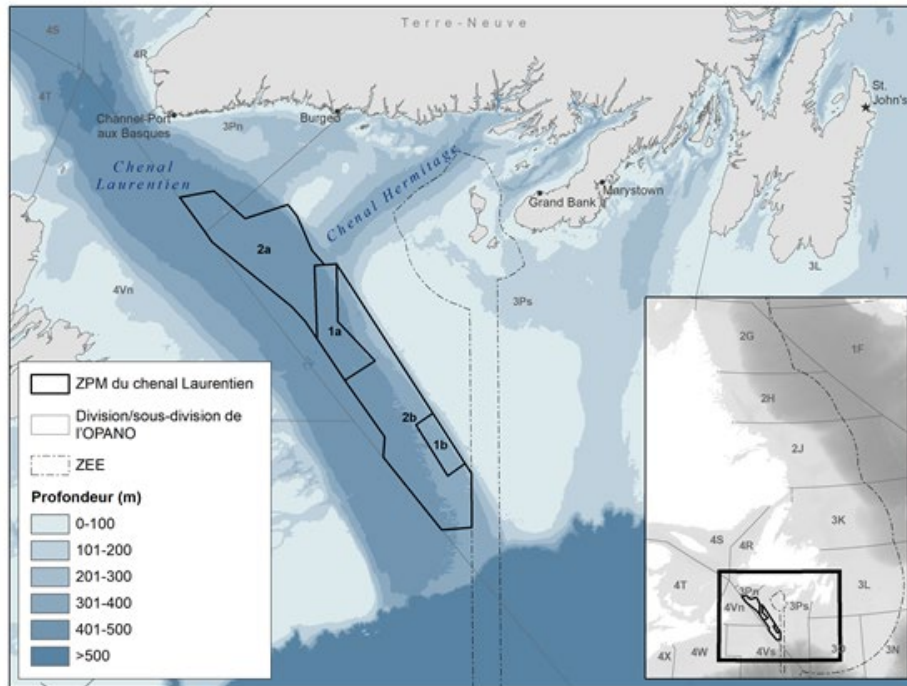 Terre-Neuve
4S
4R
4T
St.
John's
Channel-Port
aux Basques
3Pn
Burgeo
Chenal
Laurentien
Chenal Hermitage
Grand Bank
Marystown
2a
3L
4Vn
3Ps
1a
2b
1b
ZPM du chenal Laurentien
Division/sous-division de
l'OPANO
ZEE
Profondeur (m)
0-100
101-200
201-300
301-400
401-500
>500
2G
1F
2H
2J
3K
4S
4R
4T
3Pn
3L
4Vn
3Ps
4X
4W
4Vs
3O
3N